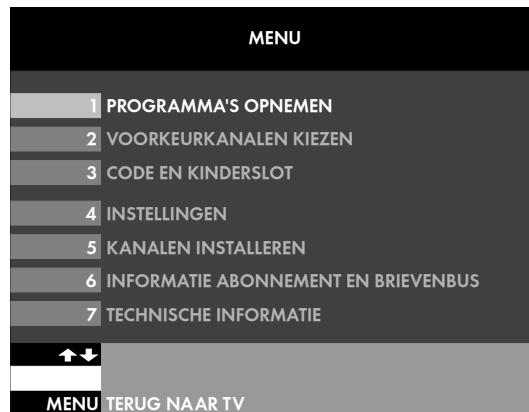 MENU
1 PROGRAMMA'S OPNEMEN
2 VOORKEURKANALEN KIEZEN
3 CODE EN KINDERSLOT
4 INSTELLINGEN
5 KANALEN INSTALLEREN
6 INFORMATIE ABONNEMENT EN BRIEVENBUS
7 TECHNISCHE INFORMATIE
MENU TERUG NAAR TV